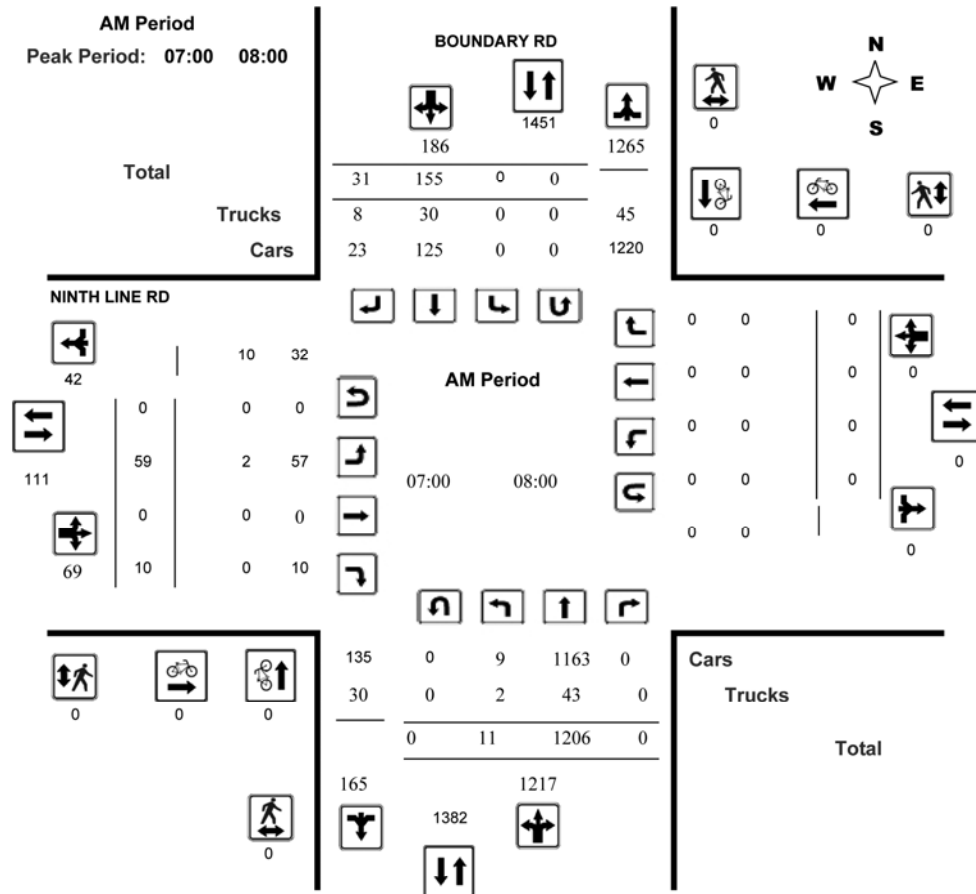 AM Period
Peak Period: 07:00 08:00
BOUNDARY RD
N
W E
S
1451
0
186 1265
Total
31 155 0 0
Trucks
8 30 0 0 45
0 0 0
Cars
23 125 0 0 1220
NINTH LINE RD
0 0 0
10 32
42
0 0 0
0
AM Period
0 0 0
111
59 2 57
07:00 08:00
0 0 0
0
0 0 0
0 0 0
69
10 0 10
0 0
0
135 0 9 1163 0
Cars
30 0 2 43 0
Trucks
0 0 0
0 11 1206 0
Total
165 1217
1382
0